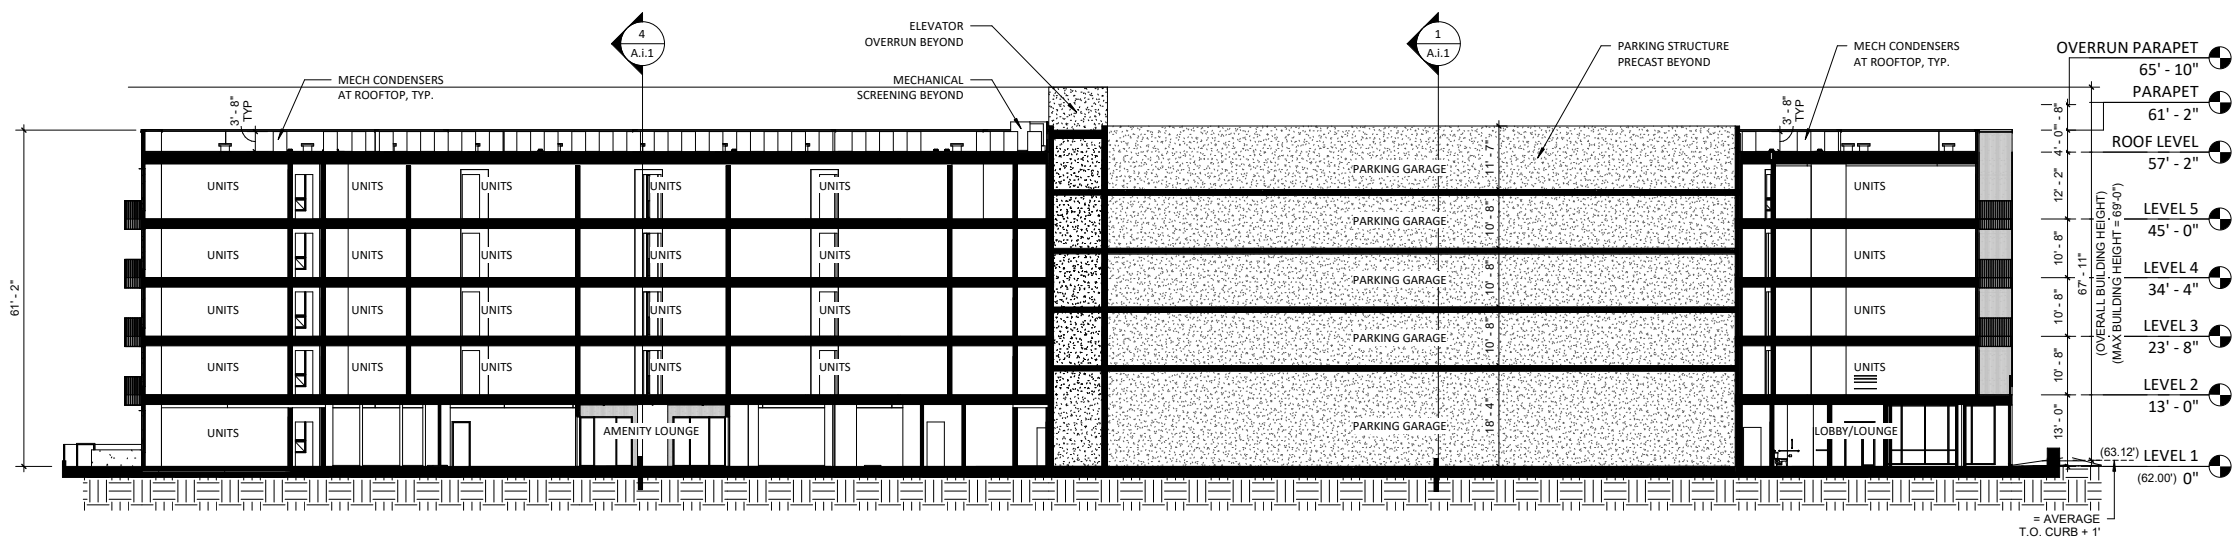 4
A.i.1
1
A.i.1
ELEVATOR
OVERRUN BEYOND
MECH CONDENSERS
AT ROOFTOP, TYP.
MECHANICAL
SCREENING BEYOND
PARKING STRUCTURE
PRECAST BEYOND
MECH CONDENSERS
AT ROOFTOP, TYP.
OVERRUN PARAPET
65' - 10"
PARAPET
61' - 2"
ROOF LEVEL
57' - 2"
LEVEL 5
45' - 0"
LEVEL 4
34' - 4"
LEVEL 3
23' - 8"
LEVEL 2
13' - 0"
(63.12') LEVEL 1
(62.00') 0"
= AVERAGE
T.O. CURB + 1'
3' - 8"
TYP
3' - 8"
TYP
61' - 2"
UNITS UNITS UNITS UNITS UNITS
UNITS UNITS UNITS UNITS UNITS
UNITS UNITS UNITS UNITS UNITS
UNITS UNITS UNITS UNITS UNITS
UNITS
AMENITY LOUNGE
PARKING GARAGE
PARKING GARAGE
PARKING GARAGE
PARKING GARAGE
PARKING GARAGE
11' - 7"
10' - 8"
10' - 8"
10' - 8"
18' - 4"
UNITS
UNITS
UNITS
UNITS
LOBBY/LOUNGE
4' - 0"
12' - 2"
10' - 8"
10' - 8"
10' - 8"
13' - 0"
67' - 11"
(OVERALL BUILDING HEIGHT)
(MAX BUILDING HEIGHT = 69'-0")